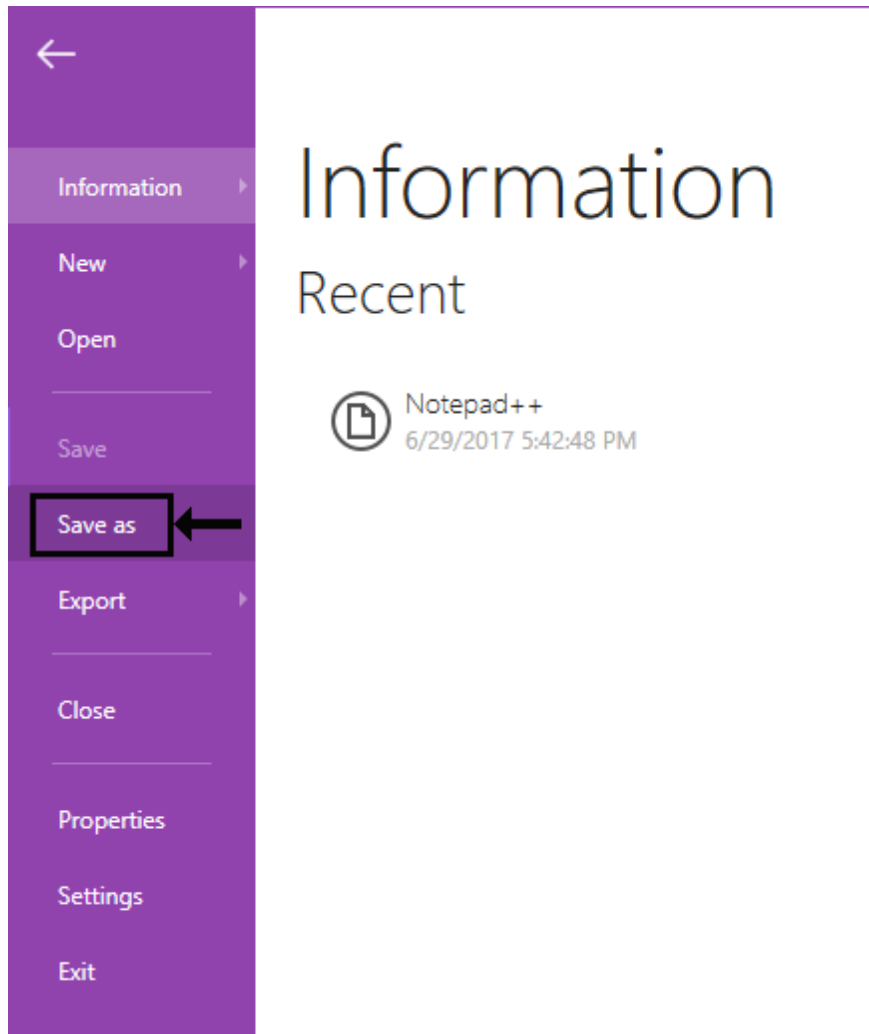 Information
New
Open
Save
Save as
Export
Close
Properties
Settings
Exit
Information
Recent
Notepad++
6/29/2017 5:42:48 PM